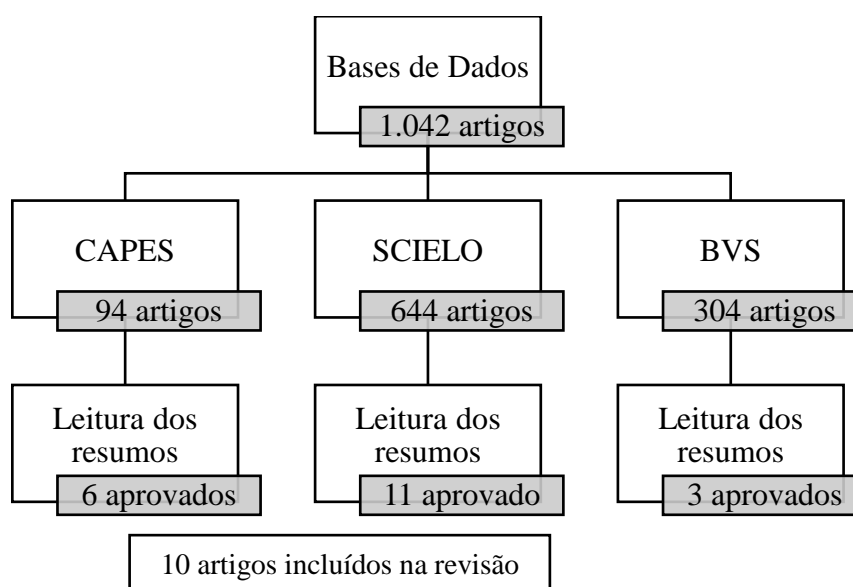 Bases de Dados
1.042 artigos
CAPES
94 artigos
SCIELO
644 artigos
BVS
304 artigos
Leitura dos
resumos
6 aprovados
Leitura dos
resumos
11 aprovado
Leitura dos
resumos
3 aprovados
10 artigos incluídos na revisão